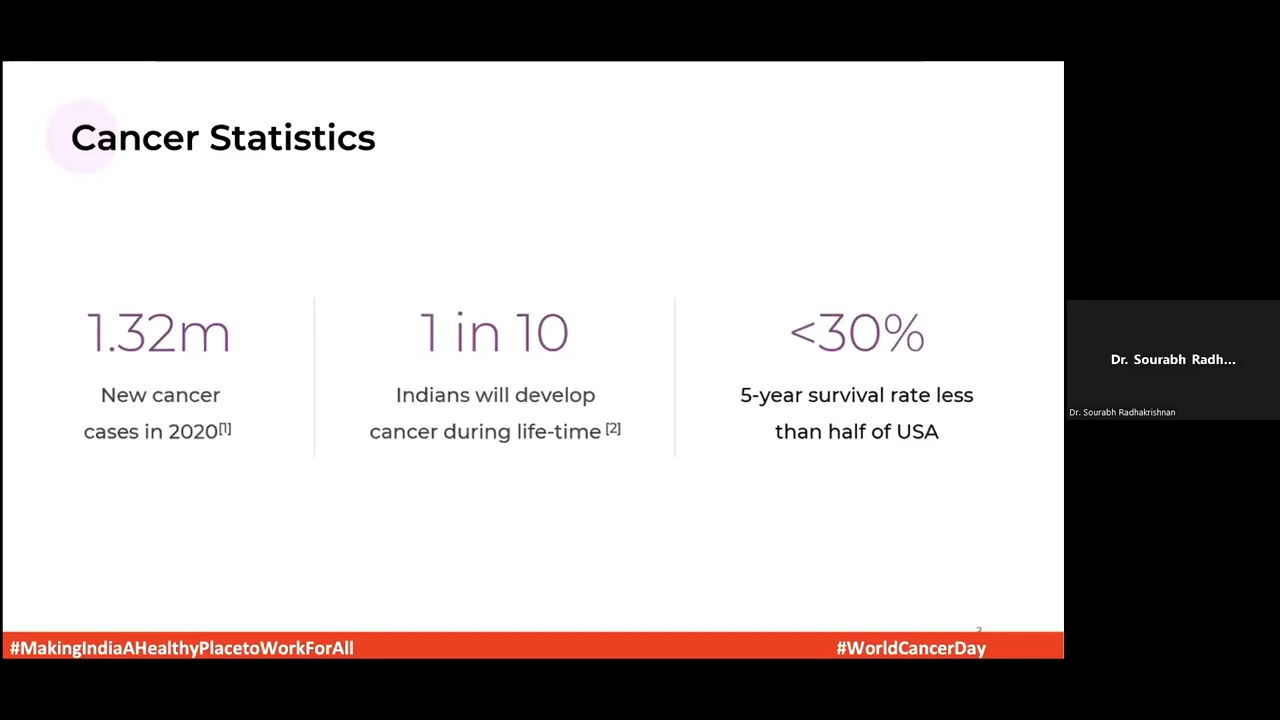 Cancer Statistics
1.32m
New cancer
cases in 2020[1]
1 in 10
Indians will develop
cancer during life-time [2]
<30%
5-year survival rate less
than half of USA
#MakingIndiaAHealthyPlacetoWorkForAll
#WorldCancerDay
Dr. Sourabh Radh...
Dr. Sourabh Radhakrishnan